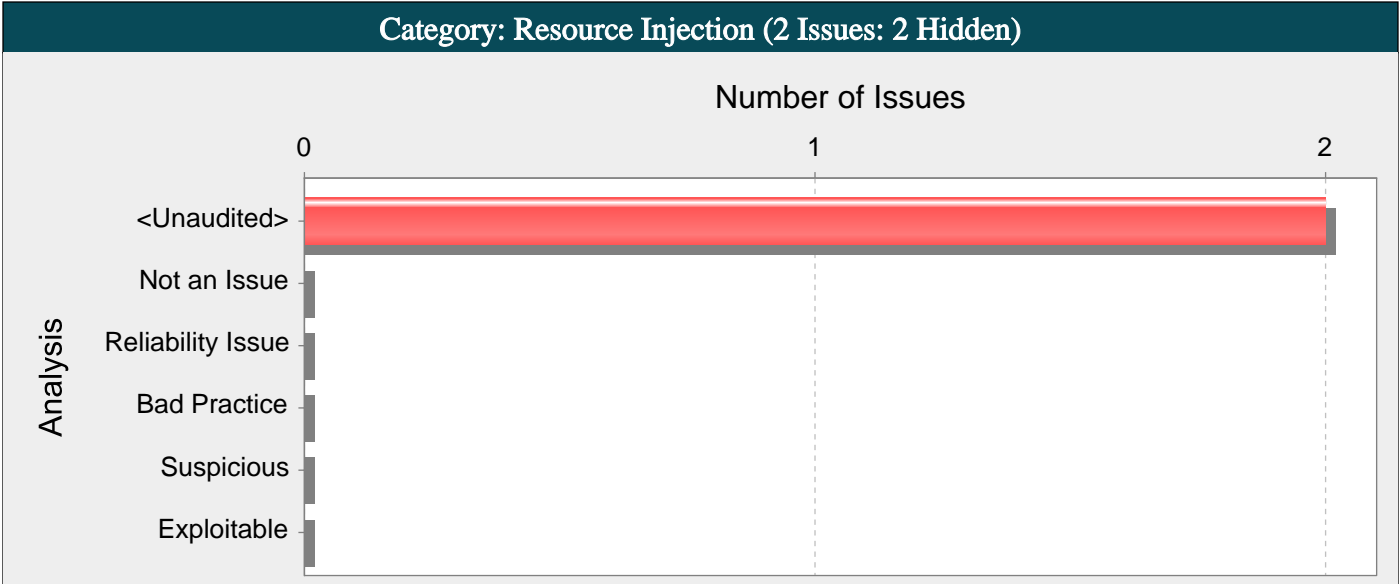 Category: Resource Injection (2 Issues: 2 Hidden)
Number of Issues
0 1 2
<Unaudited>
Not an Issue
Reliability Issue
Bad Practice
Suspicious
Exploitable
Analysis